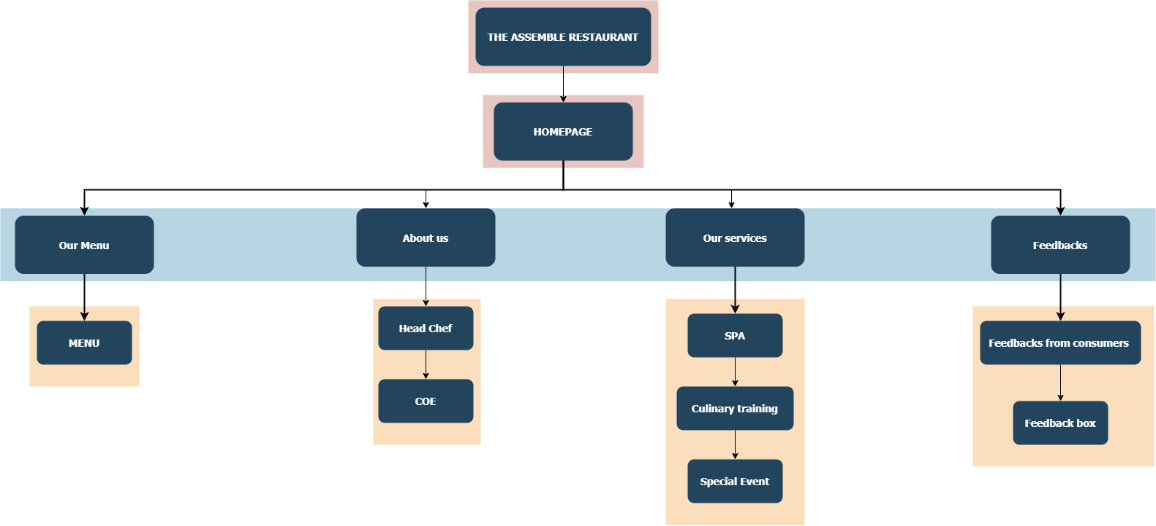 THE ASSEMBLE RESTAURANT
HOMEPAGE
Our Menu
About us
Our services
Feedbacks
MENU
Head Chef
COE
SPA
Culinary training
Special Event
Feedbacks from consumers
Feedback box